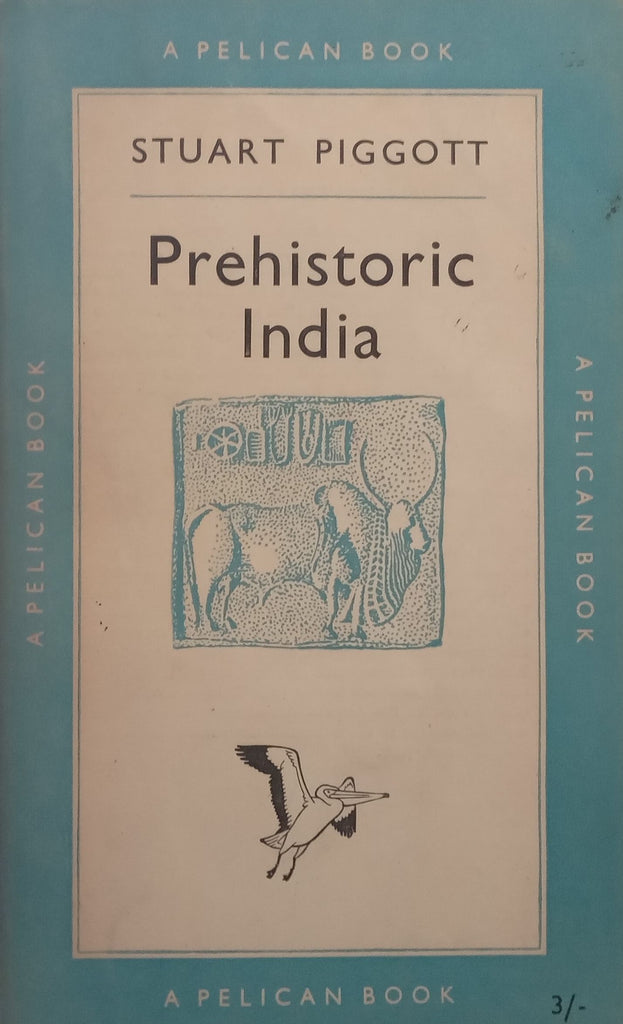 A PELICAN BOOK
STUART PIGGOTT
Prehistoric
India
A PELICAN BOOK
A PELICAN BOOK
A PELICAN BOOK
3/-